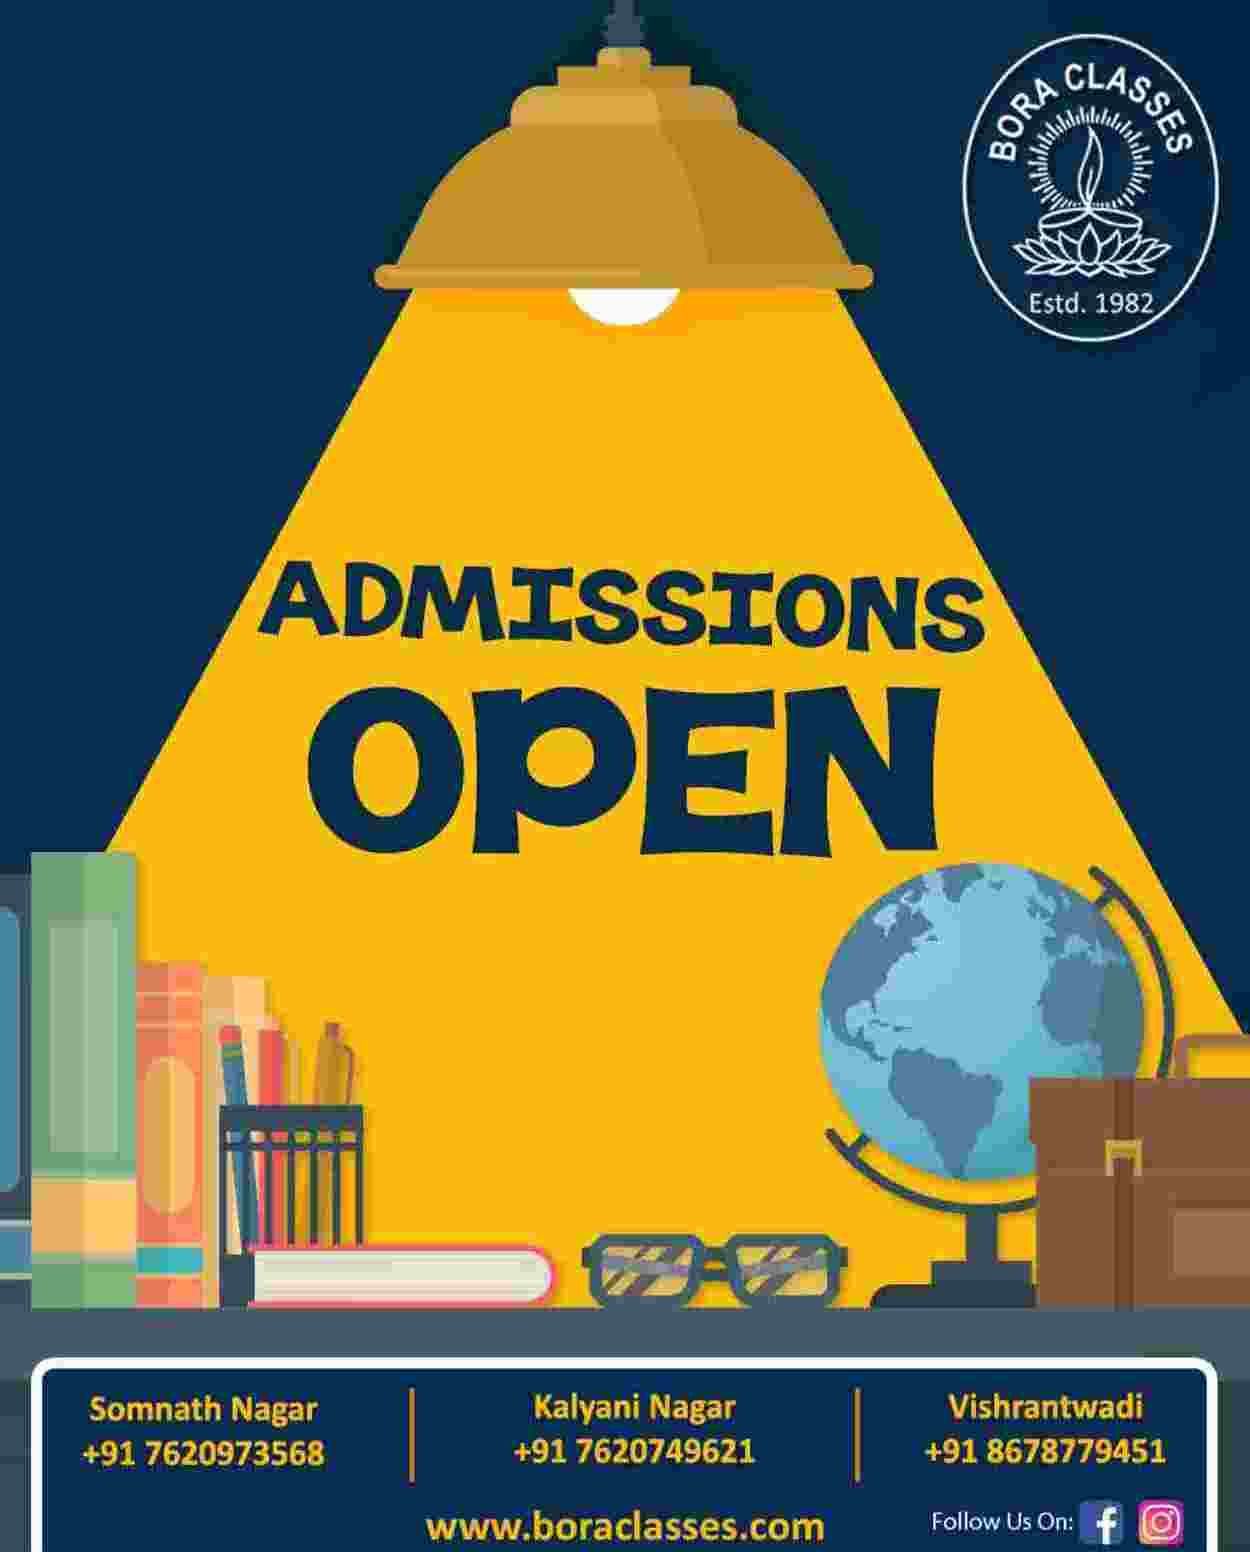 BORA CLASSES
Estd. 1982
ADMISSIONS
OPEN
Somnath Nagar
+91 7620973568
Kalyani Nagar
+91 7620749621
Vishrantwadi
+91 8678779451
www.boraclasses.com
Follow Us On: